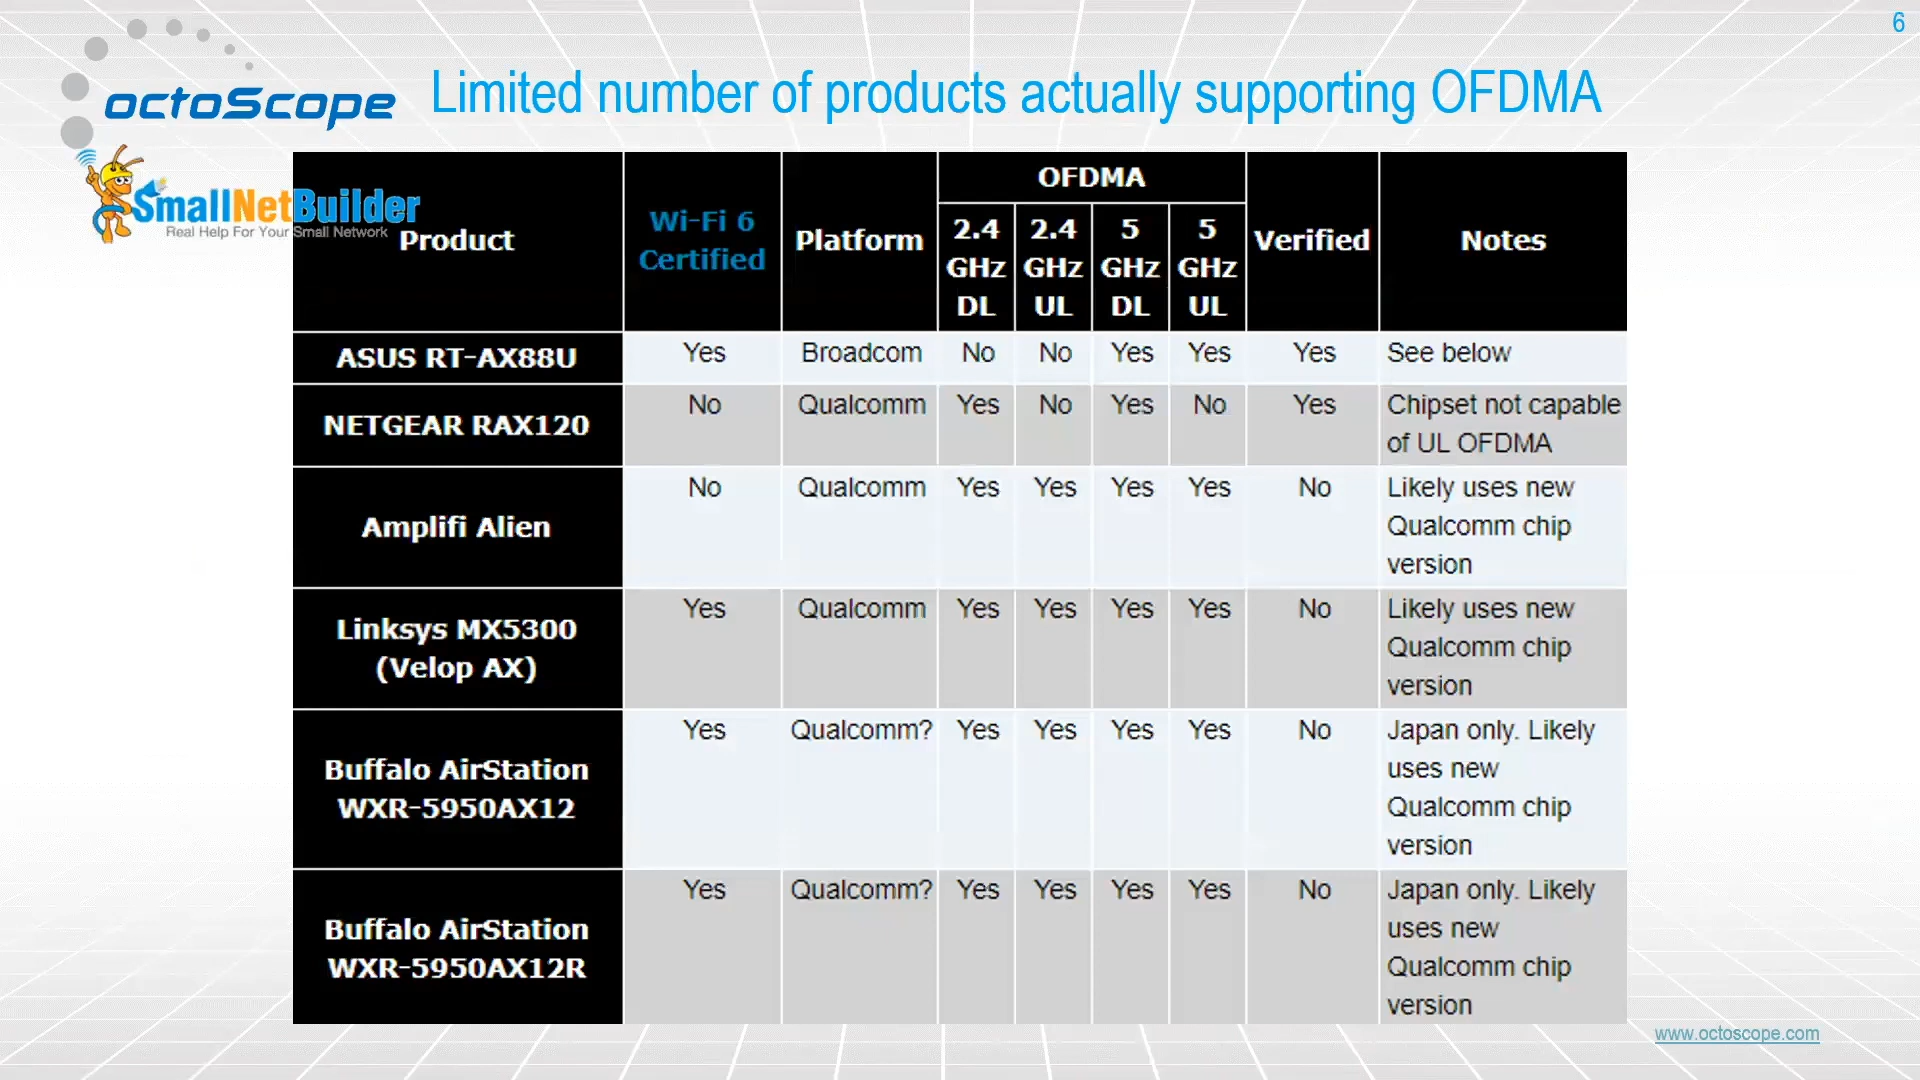 6
octoScope
Limited number of products actually supporting OFDMA
SmallNetBuilder
Real Help For Your Small Network
Product
Wi-Fi 6
Certified
Platform
OFDMA
2.4
GHz
DL
2.4
GHz
UL
5
GHz
DL
5
GHz
UL
Verified
Notes
ASUS RT-AX88U
Yes
Broadcom
No
No
Yes
Yes
Yes
See below
NETGEAR RAX120
No
Qualcomm
Yes
No
Yes
No
Yes
Chipset not capable
of UL OFDMA
Amplifi Alien
No
Qualcomm
Yes
Yes
Yes
Yes
No
Likely uses new
Qualcomm chip
version
Linksys MX5300
(Velop AX)
Yes
Qualcomm
Yes
Yes
Yes
Yes
No
Likely uses new
Qualcomm chip
version
Buffalo AirStation
WXR-5950AX12
Yes
Qualcomm?
Yes
Yes
Yes
Yes
No
Japan only. Likely
uses new
Qualcomm chip
version
Buffalo AirStation
WXR-5950AX12R
Yes
Qualcomm?
Yes
Yes
Yes
Yes
No
Japan only. Likely
uses new
Qualcomm chip
version
www.octoscope.com